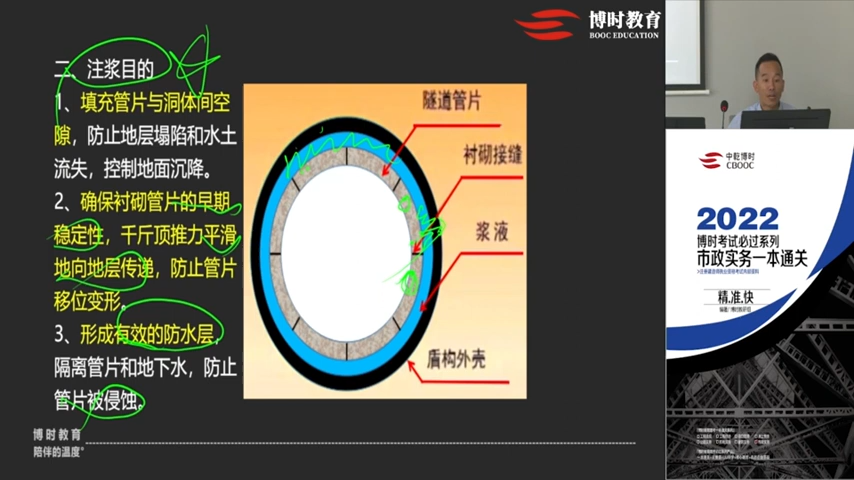 博时教育
BOOC EDUCATION
二、注浆目的
1、填充管片与洞体间空
隙，防止地层塌陷和水土
流失，控制地面沉降。
2、确保衬砌管片的早期
稳定性，千斤顶推力平滑
地向地层传递，防止管片
移位变形。
3、形成有效的防水层，
隔离管片和地下水，防止
管片被侵蚀。
隧道管片
衬砌接缝
浆液
盾构外壳
博时教育
陪伴的温度
中乾博时
CBOOC
2022
博时考试必过系列
市政实务一本通关
精.准.快